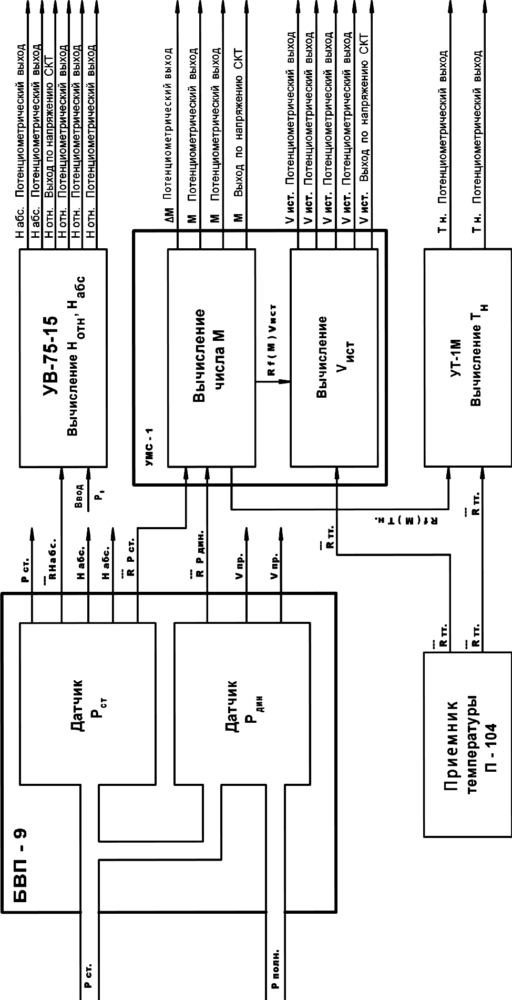 БВП - 9
Р ст.
Р полн.
Датчик
Рст
Датчик
Рдин
Приемник
температуры
П - 104
Р ст.
--- RНабс.
Н абс.
Н абс.
--- R Р ст.
--- R Р дин.
V пр.
V пр.
--- R тт.
--- R тт.
--- R тт.
--- R тт.
Ввод
Р0
Rf ( М ) Т н.
УВ-75-15
Вычисление Нотн, Набс
УМС - 1
Вычисление
числа М
R f ( М ) Vист
Вычисление
Vист
УТ-1М
Вычисление Тн
Н абс. Потенциометрический выход
Н абс. Потенциометрический выход
Н отн. Выход по напряжению СКТ
Н отн. Потенциометрический выход
Н отн. Потенциометрический выход
Н отн. Потенциометрический выход
ΔМ Потенциометрический выход
М Потенциометрический выход
М Потенциометрический выход
М Выход по напряжению СКТ
V ист. Потенциометрический выход
V ист. Потенциометрический выход
V ист. Потенциометрический выход
V ист. Потенциометрический выход
V ист. Выход по напряжению СКТ
Т н. Потенциометрический выход
Т н. Потенциометрический выход